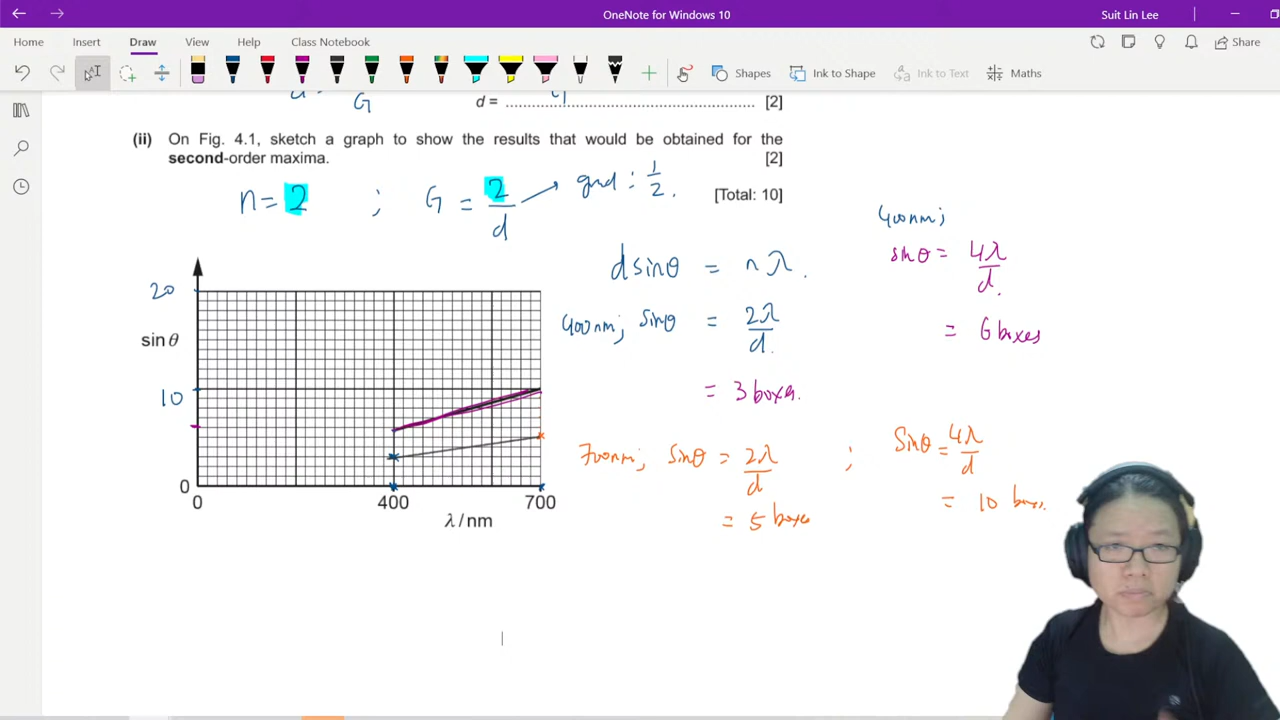 OneNote for Windows 10
Suit Lin Lee
Home Insert Draw View Help Class Notebook
Share
Shapes Ink to Shape Ink to Text Maths
G
d = [2]
(ii) On Fig. 4.1, sketch a graph to show the results that would be obtained for the
second-order maxima. [2]
n = 2 ; G = 2/d → grad : 1/2.
[Total: 10]
400nm;
sinθ = 4λ/d.
= 6 boxes
dsinθ = nλ.
400nm; sinθ = 2λ/d.
= 3 boxes.
700nm; sinθ = 2λ/d ; sinθ = 4λ/d
= 5 boxes
= 10 boxes.
20
sin θ
10
0
0 400 700
λ/nm